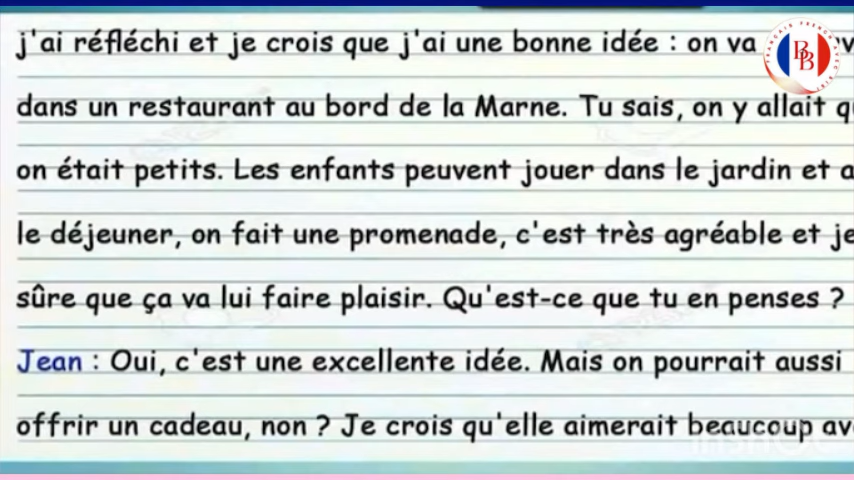 j'ai réfléchi et je crois que j'ai une bonne idée : on va
dans un restaurant au bord de la Marne. Tu sais, on y allait
on était petits. Les enfants peuvent jouer dans le jardin et
le déjeuner, on fait une promenade, c'est très agréable et je
sûre que ça va lui faire plaisir. Qu'est-ce que tu en penses ?
Jean : Oui, c'est une excellente idée. Mais on pourrait aussi
offrir un cadeau, non ? Je crois qu'elle aimerait beaucoup